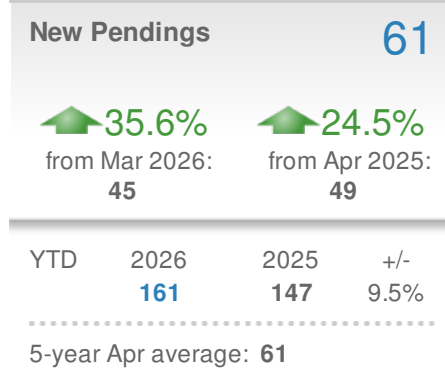 New Pendings 61
35.6% 24.5%
from Mar 2026: from Apr 2025:
45 49
YTD 2026 2025 +/-
161 147 9.5%
5-year Apr average: 61